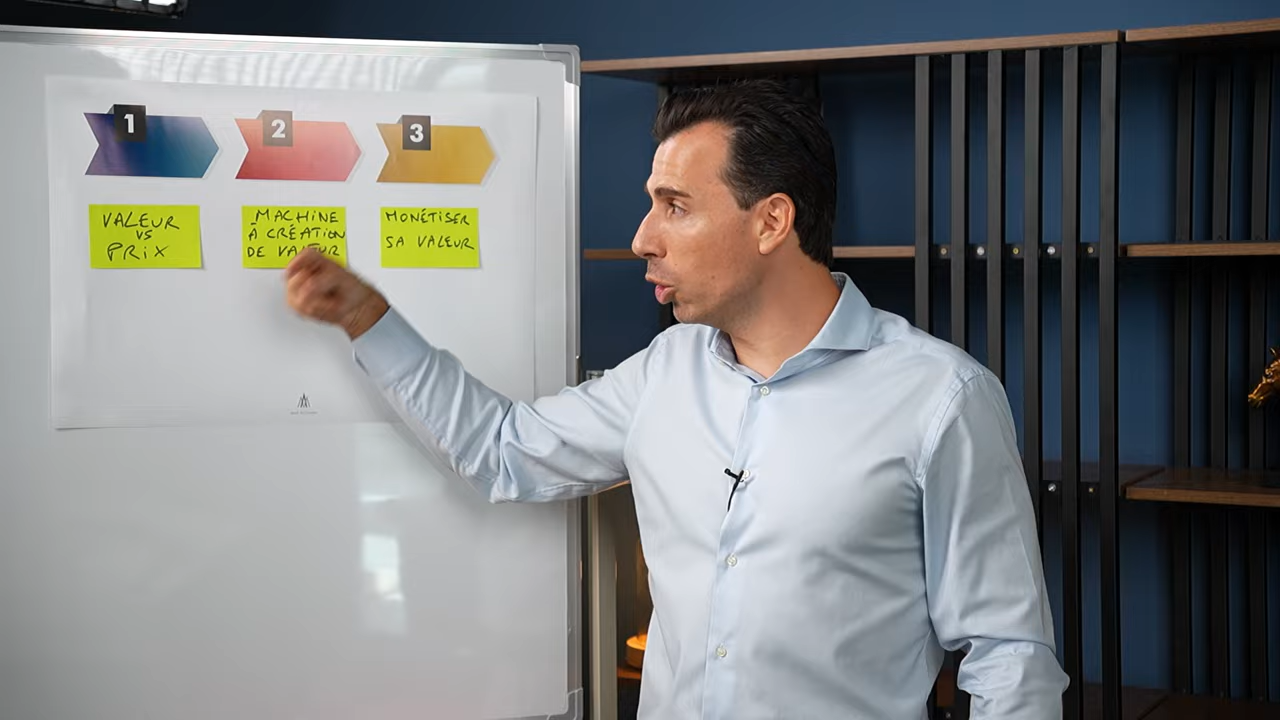 1
2
3
VALEUR
VS
PRIX
MACHINE
À CRÉATION
DE VALEUR
MONÉTISER
SA VALEUR